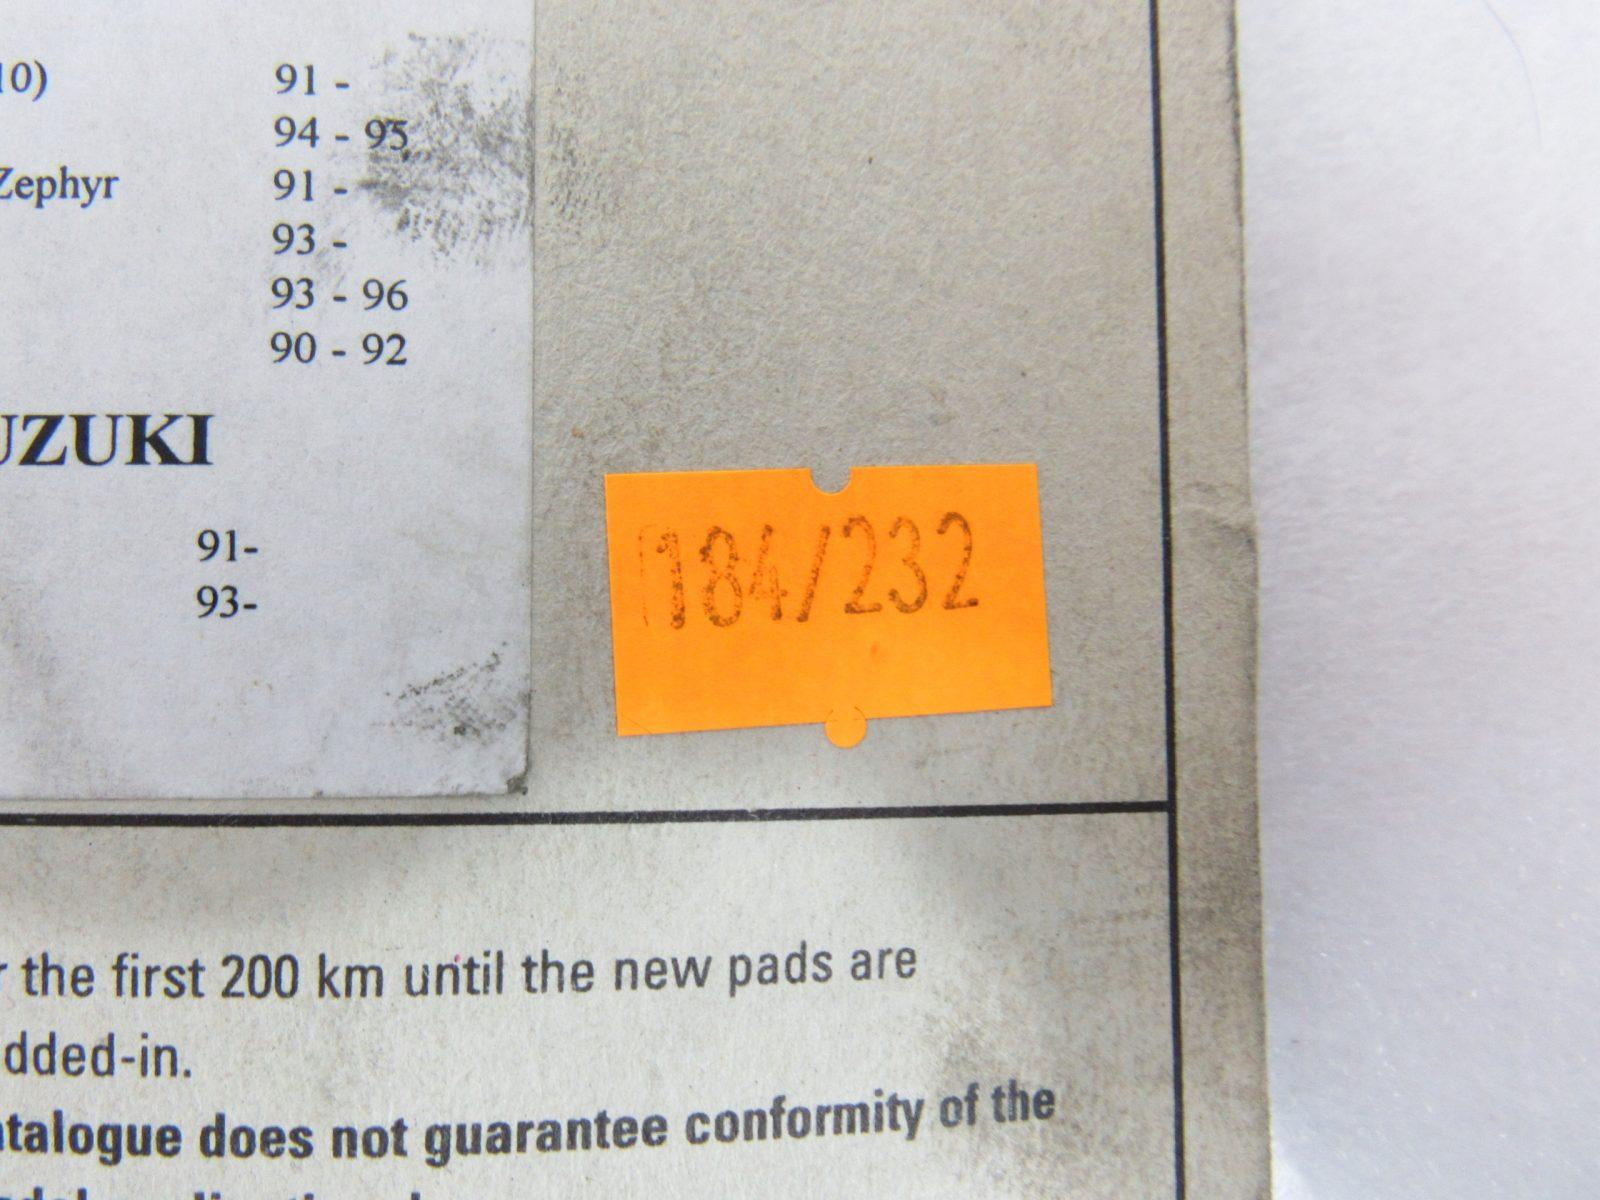 10) 91 -
94 - 95
Zephyr 91 -
93 -
93 - 96
90 - 92
UZUKI
91-
93-
184/232
r the first 200 km until the new pads are
dded-in.
atalogue does not guarantee conformity of the